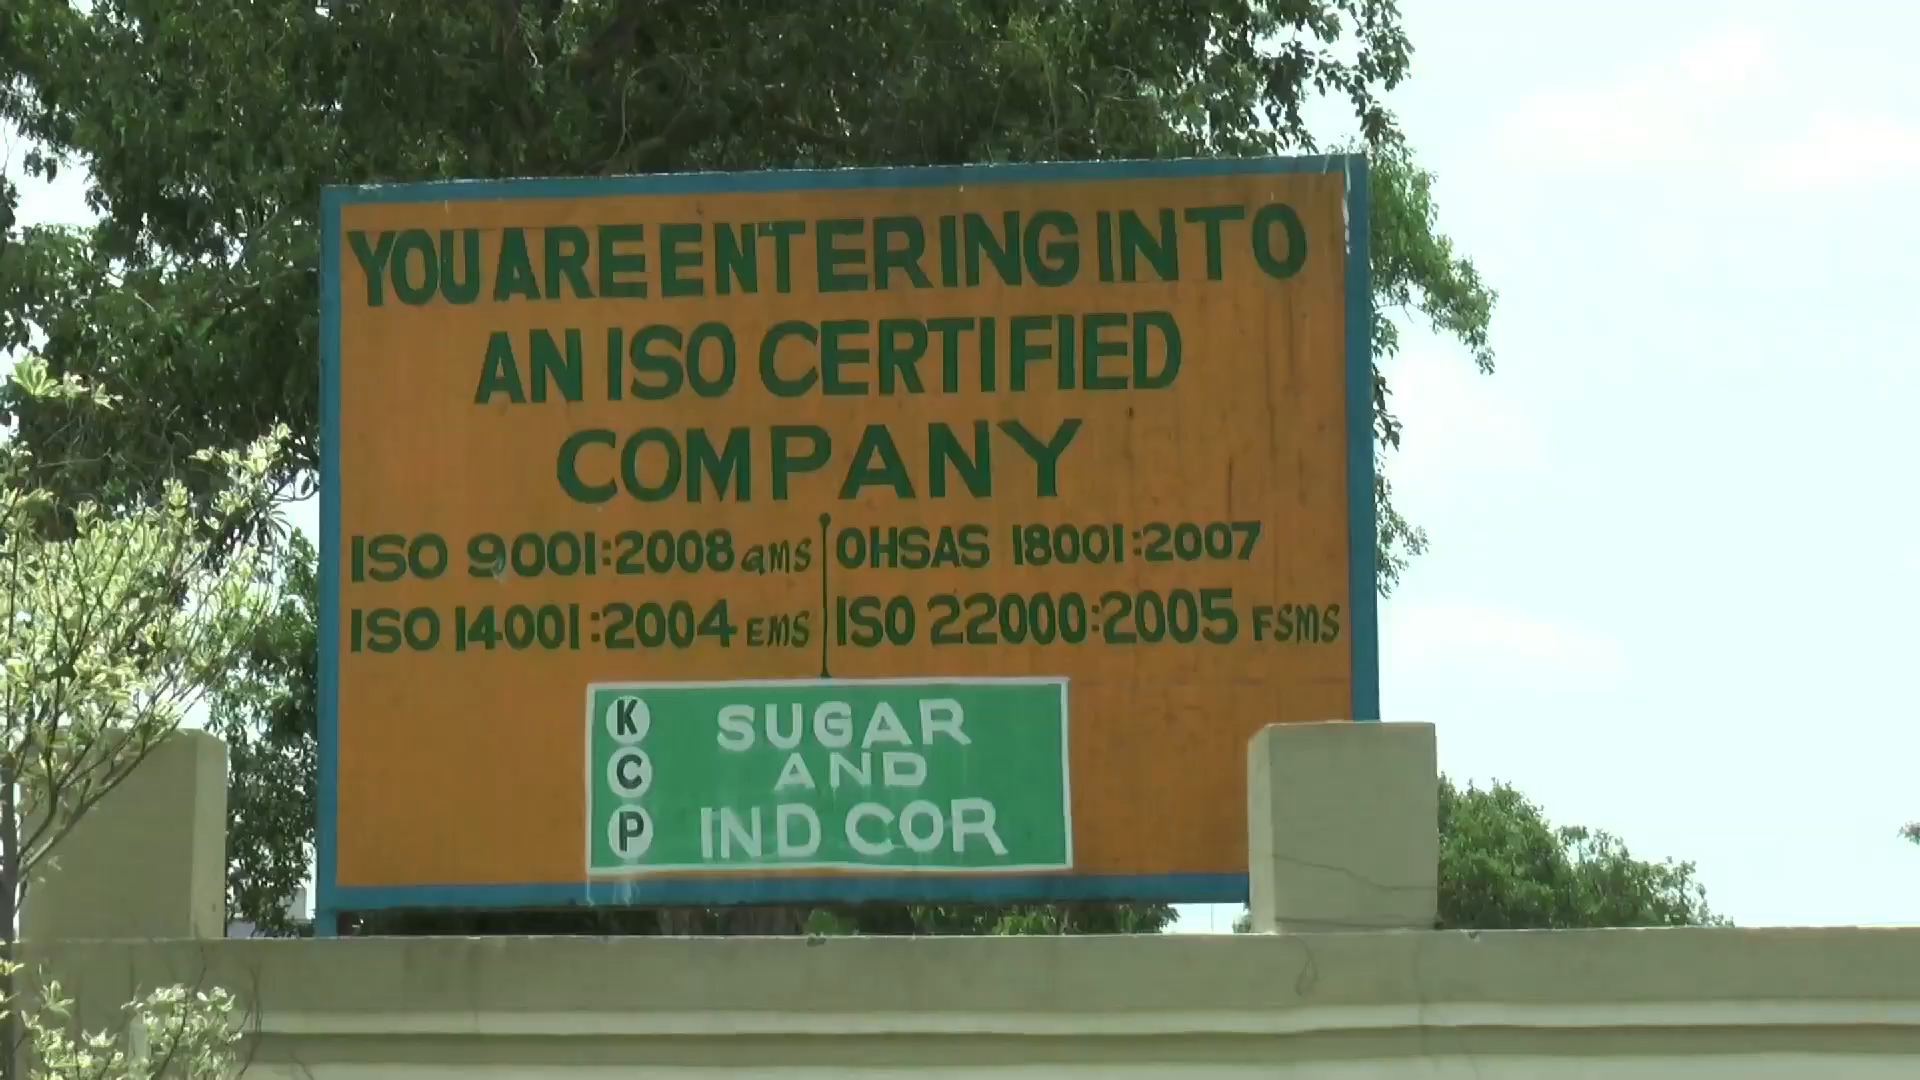 YOU ARE ENTERING INTO
AN ISO CERTIFIED
COMPANY
ISO 9001:2008 QMS
OHSAS 18001:2007
ISO 14001:2004 EMS
ISO 22000:2005 FSMS
KCP
SUGAR
AND
IND COR